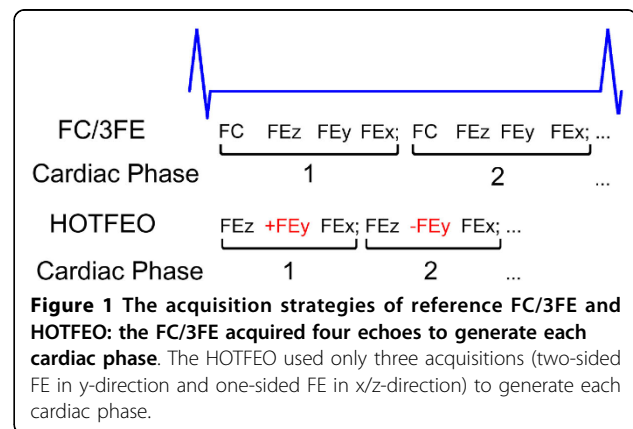 FC/3FE FC FEz FEy FEx; FC FEz FEy FEx; ...
Cardiac Phase 1 2 ...
HOTFEO FEz +FEy FEx; FEz -FEy FEx; ...
Cardiac Phase 1 2 ...
Figure 1 The acquisition strategies of reference FC/3FE and
HOTFEO: the FC/3FE acquired four echoes to generate each
cardiac phase. The HOTFEO used only three acquisitions (two-sided
FE in y-direction and one-sided FE in x/z-direction) to generate each
cardiac phase.